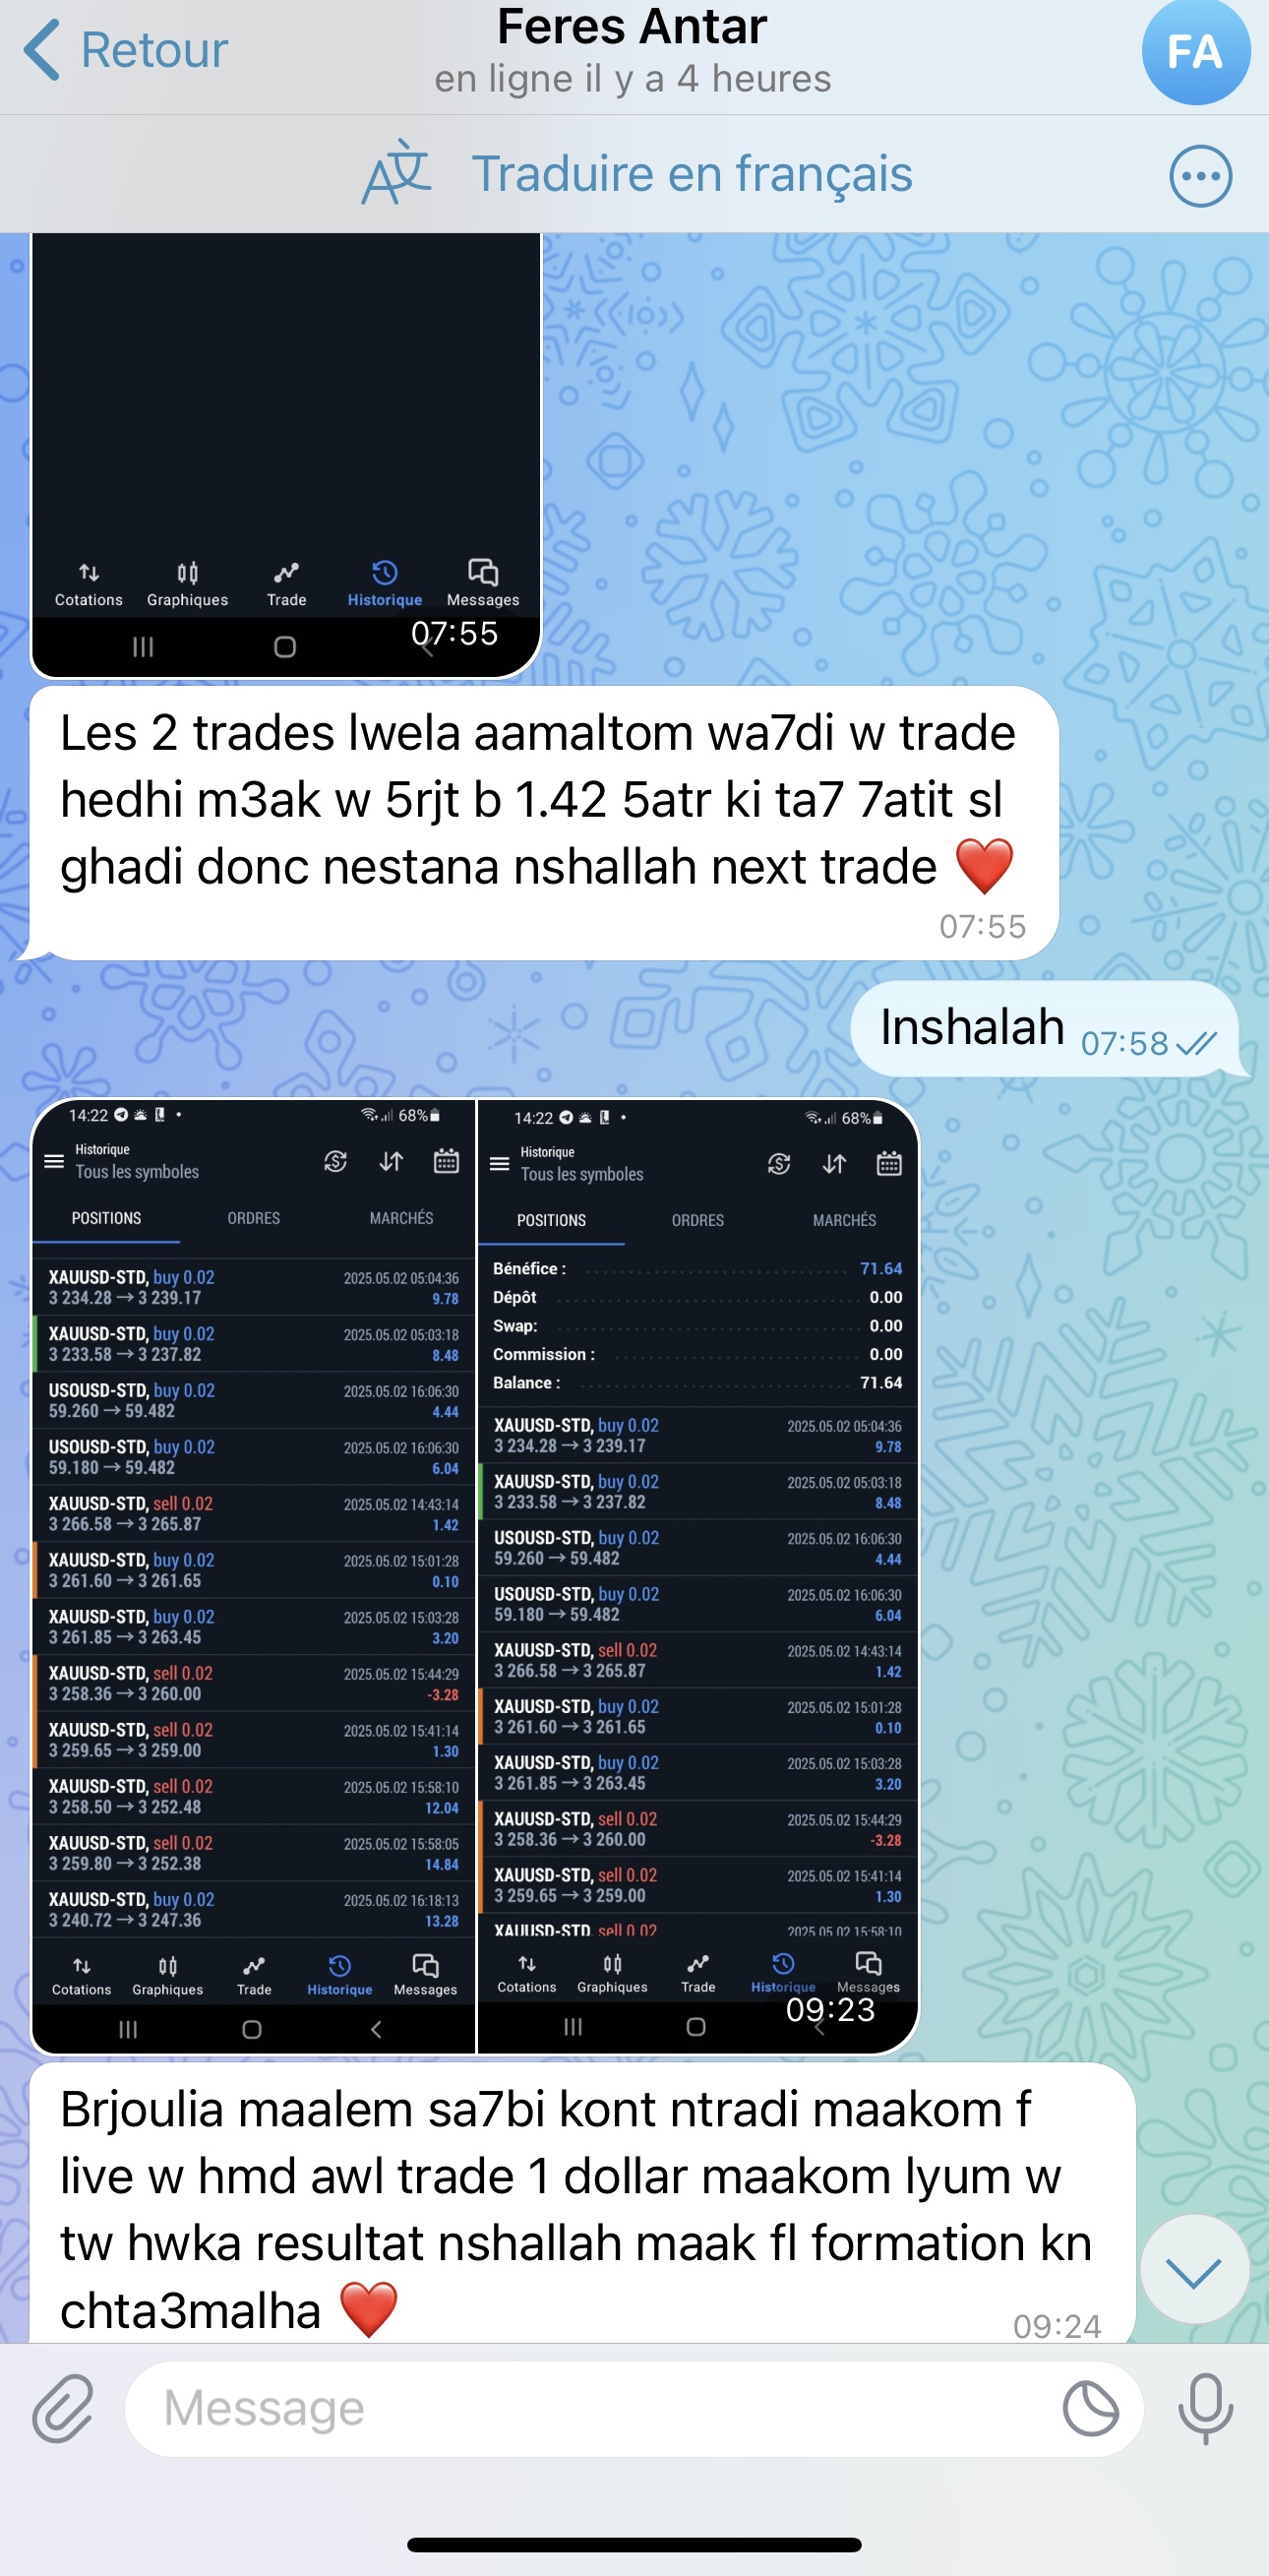 Retour
Feres Antar
en ligne il y a 4 heures
FA
Traduire en français
Cotations Graphiques Trade Historique Messages
07:55
Les 2 trades lwela aamaltom wa7di w trade
hedhi m3ak w 5rjt b 1.42 5atr ki ta7 7atit sl
ghadi donc nestana nshallah next trade ❤️
07:55
Inshalah 07:58
14:22 68%
Historique
Tous les symboles
POSITIONS ORDRES MARCHÉS
XAUUSD-STD, buy 0.02 2025.05.02 05:04:36
3 234.28 → 3 239.17 9.78
XAUUSD-STD, buy 0.02 2025.05.02 05:03:18
3 233.58 → 3 237.82 8.48
USOUSD-STD, buy 0.02 2025.05.02 16:06:30
59.260 → 59.482 4.44
USOUSD-STD, buy 0.02 2025.05.02 16:06:30
59.180 → 59.482 6.04
XAUUSD-STD, sell 0.02 2025.05.02 14:43:14
3 266.58 → 3 265.87 1.42
XAUUSD-STD, buy 0.02 2025.05.02 15:01:28
3 261.60 → 3 261.65 0.10
XAUUSD-STD, buy 0.02 2025.05.02 15:03:28
3 261.85 → 3 263.45 3.20
XAUUSD-STD, sell 0.02 2025.05.02 15:44:29
3 258.36 → 3 260.00 -3.28
XAUUSD-STD, sell 0.02 2025.05.02 15:41:14
3 259.65 → 3 259.00 1.30
XAUUSD-STD, sell 0.02 2025.05.02 15:58:10
3 258.50 → 3 252.48 12.04
XAUUSD-STD, sell 0.02 2025.05.02 15:58:05
3 259.80 → 3 252.38 14.84
XAUUSD-STD, buy 0.02 2025.05.02 16:18:13
3 240.72 → 3 247.36 13.28
Cotations Graphiques Trade Historique Messages
14:22 68%
Historique
Tous les symboles
POSITIONS ORDRES MARCHÉS
Bénéfice : 71.64
Dépôt 0.00
Swap: 0.00
Commission : 0.00
Balance : 71.64
XAUUSD-STD, buy 0.02 2025.05.02 05:04:36
3 234.28 → 3 239.17 9.78
XAUUSD-STD, buy 0.02 2025.05.02 05:03:18
3 233.58 → 3 237.82 8.48
USOUSD-STD, buy 0.02 2025.05.02 16:06:30
59.260 → 59.482 4.44
USOUSD-STD, buy 0.02 2025.05.02 16:06:30
59.180 → 59.482 6.04
XAUUSD-STD, sell 0.02 2025.05.02 14:43:14
3 266.58 → 3 265.87 1.42
XAUUSD-STD, buy 0.02 2025.05.02 15:01:28
3 261.60 → 3 261.65 0.10
XAUUSD-STD, buy 0.02 2025.05.02 15:03:28
3 261.85 → 3 263.45 3.20
XAUUSD-STD, sell 0.02 2025.05.02 15:44:29
3 258.36 → 3 260.00 -3.28
XAUUSD-STD, sell 0.02 2025.05.02 15:41:14
3 259.65 → 3 259.00 1.30
XAUUSD-STD, sell 0.02 2025.05.02 15:58:10
Cotations Graphiques Trade Historique Messages
09:23
Brjoulia maalem sa7bi kont ntradi maakom f
live w hmd awl trade 1 dollar maakom lyum w
tw hwka resultat nshallah maak fl formation kn
chta3malha ❤️
09:24
Message